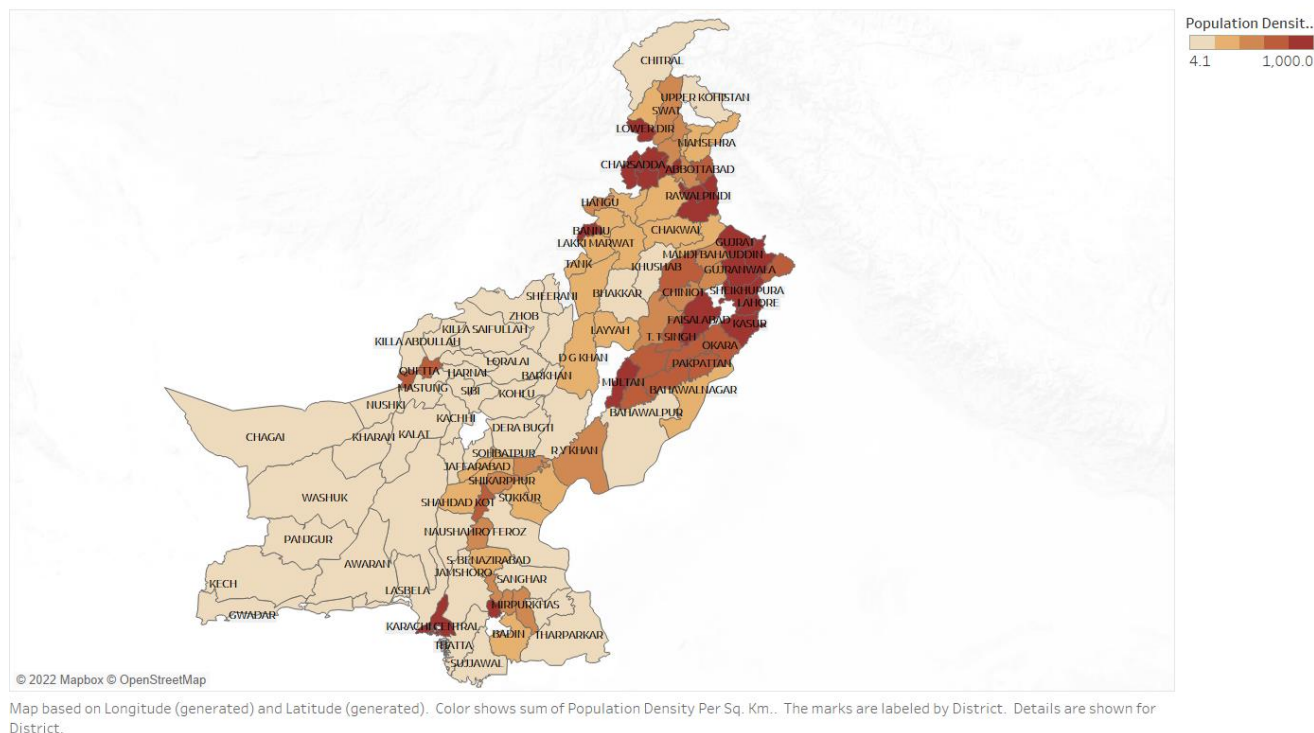 Population Densit..
4.1 1,000.0
CHITRAL
UPPER KOHISTAN
SWAT
LOWER DIR
MANSEHRA
CHARSADDA
ABBOTTABAD
RAWALPINDI
HANGU
BANNU
CHAKWAL
LAKKI MARWAT
GUJRAT
MANDI BAHAUDDIN
TANK
KHUSHAB
GUJRANWALA
SHEERANI
BHAKKAR
CHINIOT
SHEIKHUPURA
LAHORE
ZHOB
FAISALABAD
KASUR
KILLA SAIFULLAH
LAYYAH
T. T SINGH
KILLA ABDULLAH
OKARA
D G KHAN
LORALAI
PAKPATTAN
QUETTA
HARNAI
BARKHAN
MULTAN
MASTUNG
SIBI
KOHLU
BAHAWALNAGAR
NUSHKI
BAHAWALPUR
KACHHI
CHAGAI
KHARAN
KALAT
DERA BUGTI
SOHBATPUR
R Y KHAN
JAFFARABAD
SHIKARPHUR
WASHUK
SHAHDAD KOT
SUKKUR
PANJGUR
NAUSHAHRO FEROZ
AWARAN
S. BENAZIRABAD
JAMSHORO
SANGHAR
KECH
LASBELA
GWADAR
MIRPURKHAS
KARACHI CENTRAL
BADIN
THARPARKAR
THATTA
SUJJAWAL
© 2022 Mapbox © OpenStreetMap
Map based on Longitude (generated) and Latitude (generated). Color shows sum of Population Density Per Sq. Km.. The marks are labeled by District. Details are shown for
District.